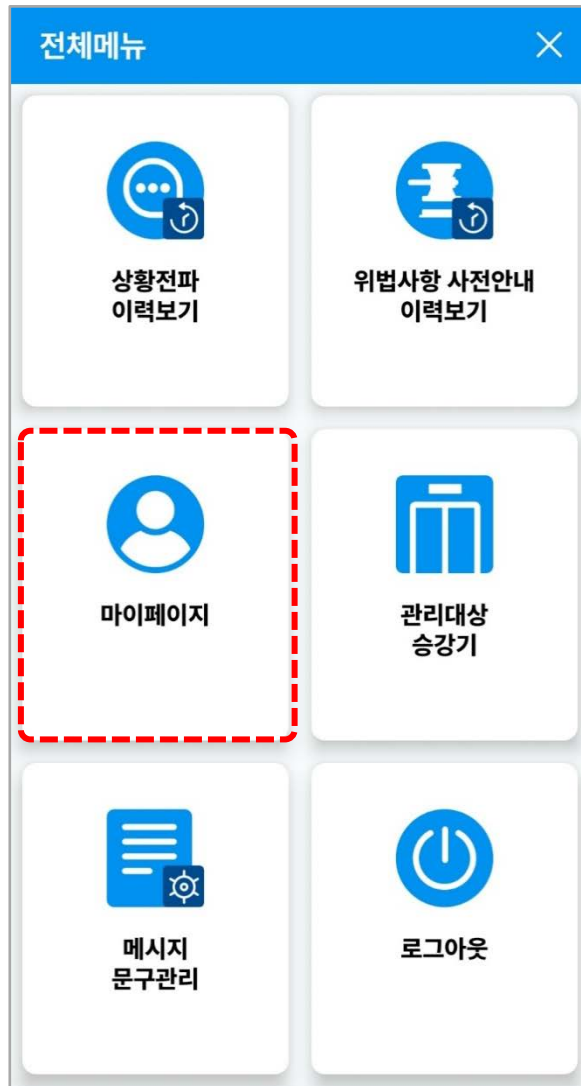 전체메뉴
상황전파
이력보기
위법사항 사전안내
이력보기
마이페이지
관리대상
승강기
메시지
문구관리
로그아웃